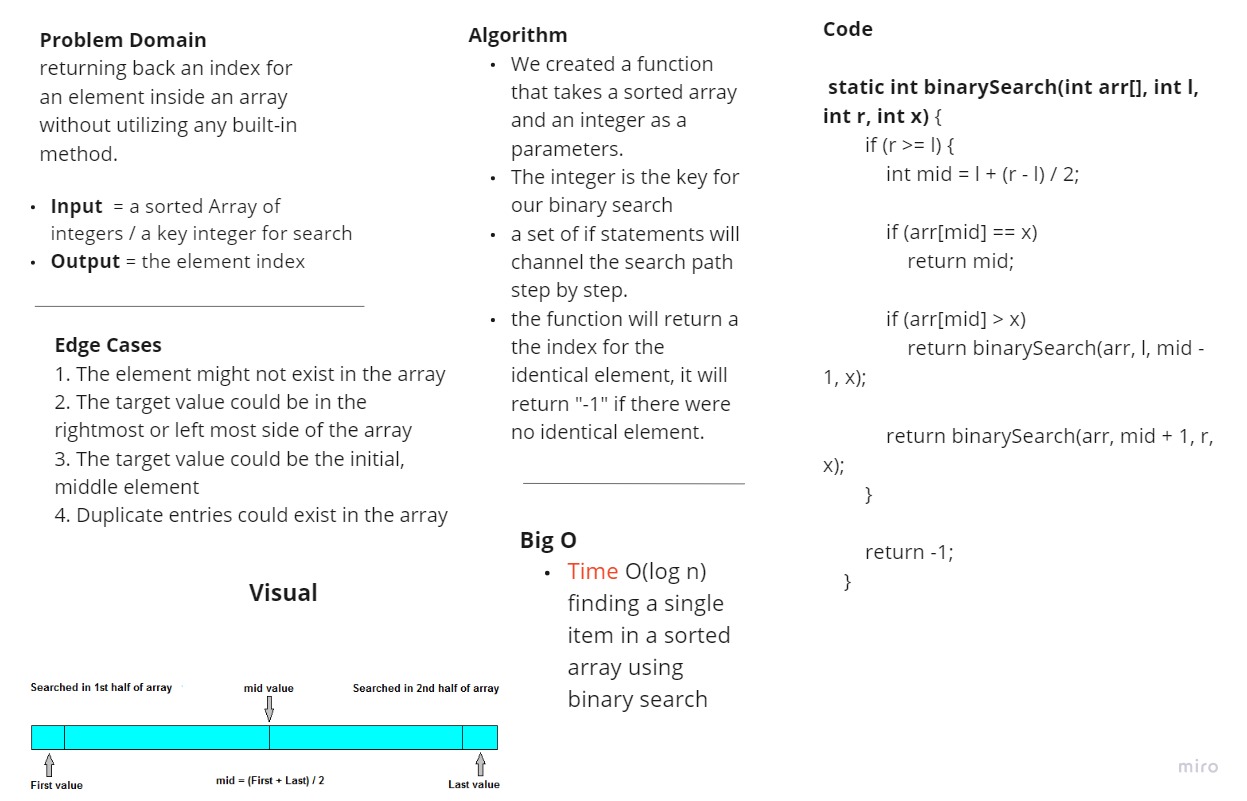 Problem Domain
returning back an index for
an element inside an array
without utilizing any built-in
method.
• Input = a sorted Array of
integers / a key integer for search
• Output = the element index
Edge Cases
1. The element might not exist in the array
2. The target value could be in the
rightmost or left most side of the array
3. The target value could be the initial,
middle element
4. Duplicate entries could exist in the array
Visual
Searched in 1st half of array
mid value
Searched in 2nd half of array
First value
mid = (First + Last) / 2
Last value
Algorithm
• We created a function
that takes a sorted array
and an integer as a
parameters.
• The integer is the key for
our binary search
• a set of if statements will
channel the search path
step by step.
• the function will return a
the index for the
identical element, it will
return "-1" if there were
no identical element.
Big O
• Time O(log n)
finding a single
item in a sorted
array using
binary search
Code
static int binarySearch(int arr[], int l,
int r, int x) {
if (r >= l) {
int mid = l + (r - l) / 2;
if (arr[mid] == x)
return mid;
if (arr[mid] > x)
return binarySearch(arr, l, mid -
1, x);
return binarySearch(arr, mid + 1, r,
x);
}
return -1;
}
miro